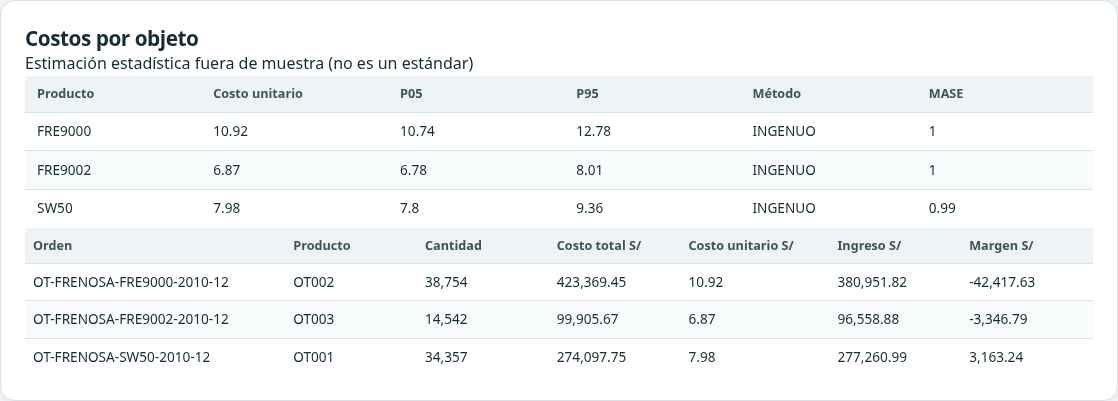 Costos por objeto
Estimación estadística fuera de muestra (no es un estándar)
Producto Costo unitario P05 P95 Método MASE
FRE9000 10.92 10.74 12.78 INGENUO 1
FRE9002 6.87 6.78 8.01 INGENUO 1
SW50 7.98 7.8 9.36 INGENUO 0.99
Orden Producto Cantidad Costo total S/ Costo unitario S/ Ingreso S/ Margen S/
OT-FRENOSA-FRE9000-2010-12 OT002 38,754 423,369.45 10.92 380,951.82 -42,417.63
OT-FRENOSA-FRE9002-2010-12 OT003 14,542 99,905.67 6.87 96,558.88 -3,346.79
OT-FRENOSA-SW50-2010-12 OT001 34,357 274,097.75 7.98 277,260.99 3,163.24